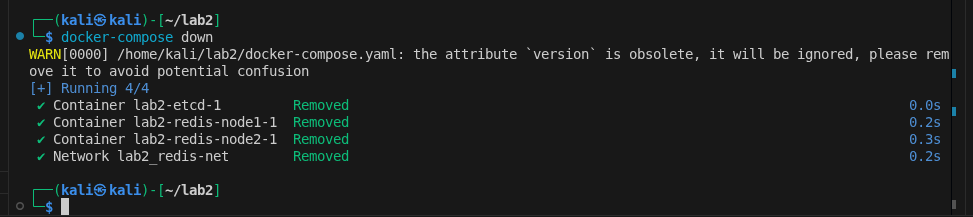 ┌──(kali㉿kali)-[~/lab2]
└─$ docker-compose down
WARN[0000] /home/kali/lab2/docker-compose.yaml: the attribute `version` is obsolete, it will be ignored, please rem
ove it to avoid potential confusion
[+] Running 4/4
✔ Container lab2-etcd-1 Removed 0.0s
✔ Container lab2-redis-node1-1 Removed 0.2s
✔ Container lab2-redis-node2-1 Removed 0.3s
✔ Network lab2_redis-net Removed 0.2s
┌──(kali㉿kali)-[~/lab2]
└─$